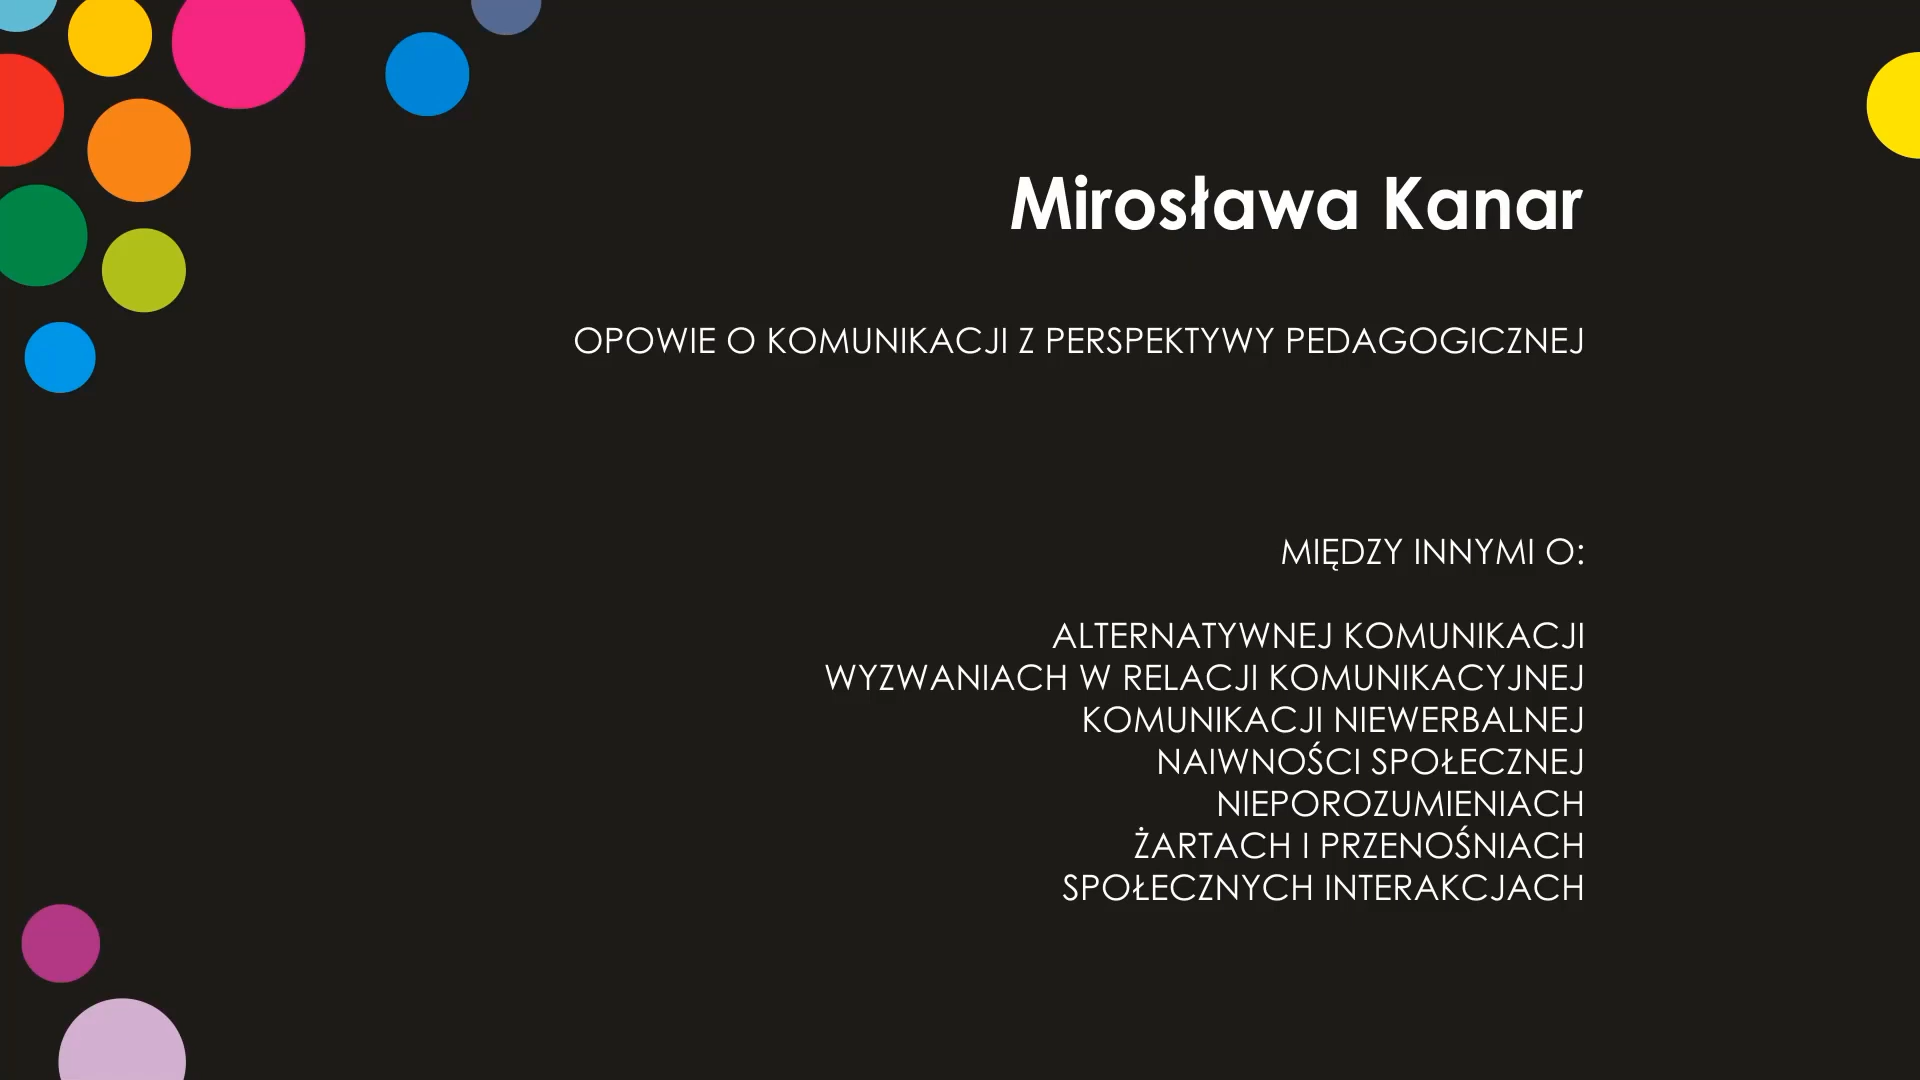 Mirosława Kanar
OPOWIE O KOMUNIKACJI Z PERSPEKTYWY PEDAGOGICZNEJ
MIĘDZY INNYMI O:
ALTERNATYWNEJ KOMUNIKACJI
WYZWANIACH W RELACJI KOMUNIKACYJNEJ
KOMUNIKACJI NIEWERBALNEJ
NAIWNOŚCI SPOŁECZNEJ
NIEPOROZUMIENIACH
ŻARTACH I PRZENOŚNIACH
SPOŁECZNYCH INTERAKCJACH